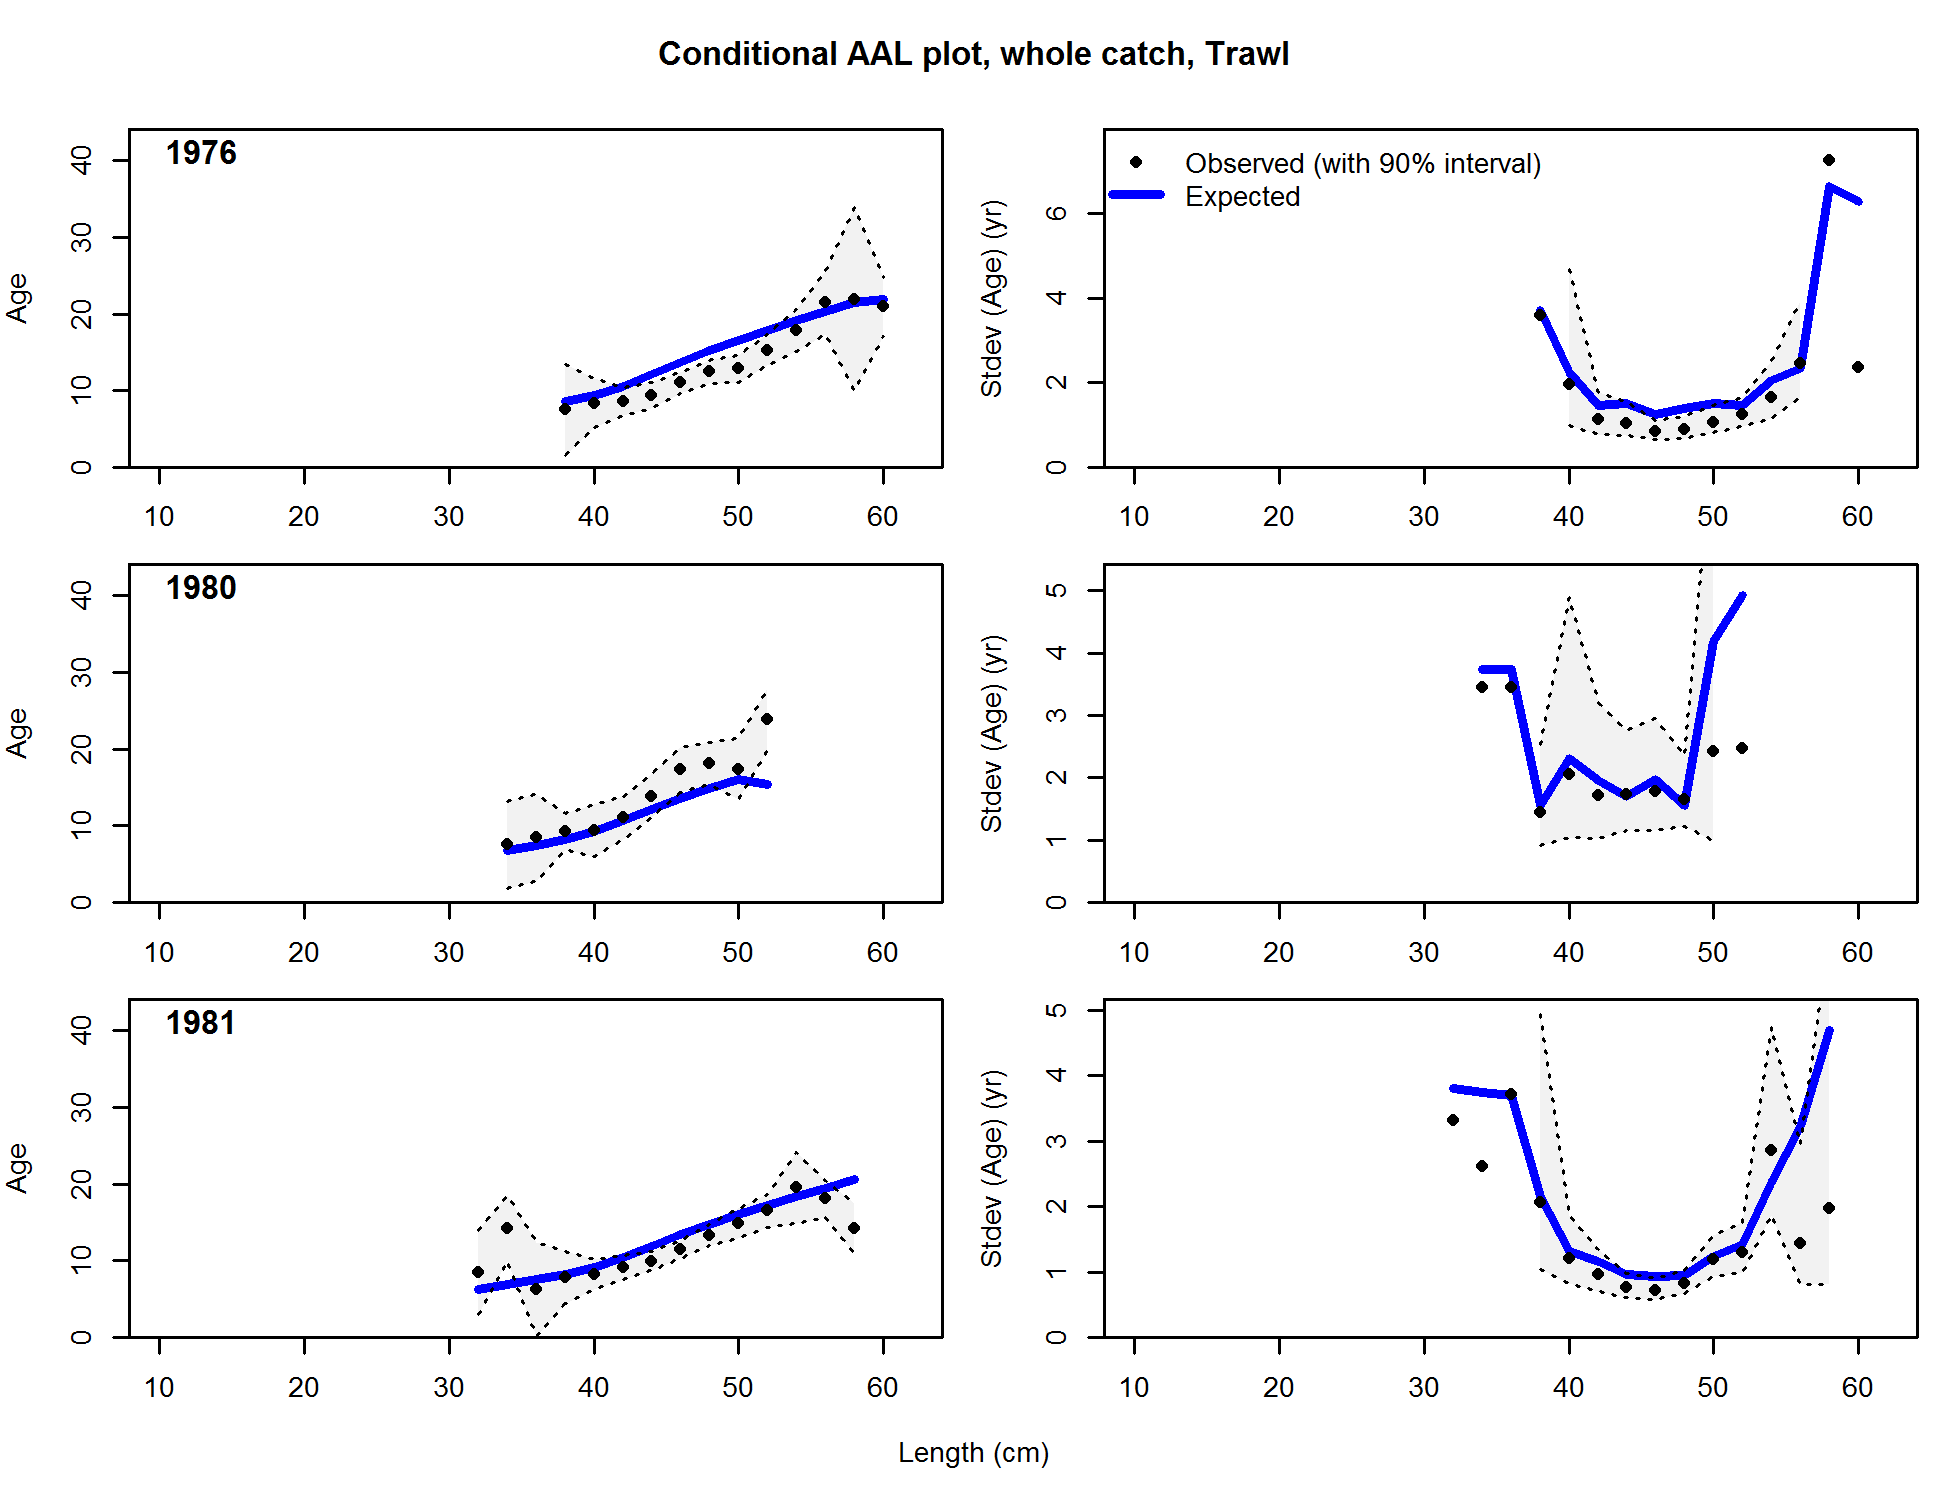 Conditional AAL plot, whole catch, Trawl
1976
Age
0 10 20 30 40
10 20 30 40 50 60
Observed (with 90% interval)
Expected
Stdev (Age) (yr)
0 2 4 6
10 20 30 40 50 60
1980
Age
0 10 20 30 40
10 20 30 40 50 60
Stdev (Age) (yr)
0 1 2 3 4 5
10 20 30 40 50 60
1981
Age
0 10 20 30 40
10 20 30 40 50 60
Stdev (Age) (yr)
0 1 2 3 4 5
10 20 30 40 50 60
Length (cm)